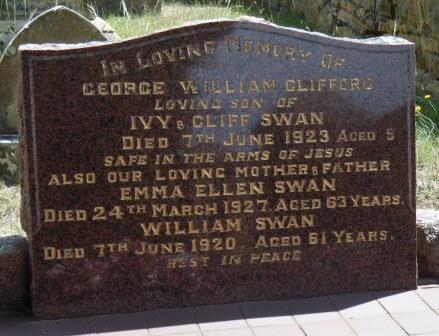 IN LOVING MEMORY OF
GEORGE WILLIAM CLIFFORD
LOVING SON OF
IVY & CLIFF SWAN
DIED 7TH JUNE 1923 AGED 5
SAFE IN THE ARMS OF JESUS
ALSO OUR LOVING MOTHER & FATHER
EMMA ELLEN SWAN
DIED 24TH MARCH 1927. AGED 63 YEARS.
WILLIAM SWAN
DIED 7TH JUNE 1920. AGED 61 YEARS.
REST IN PEACE